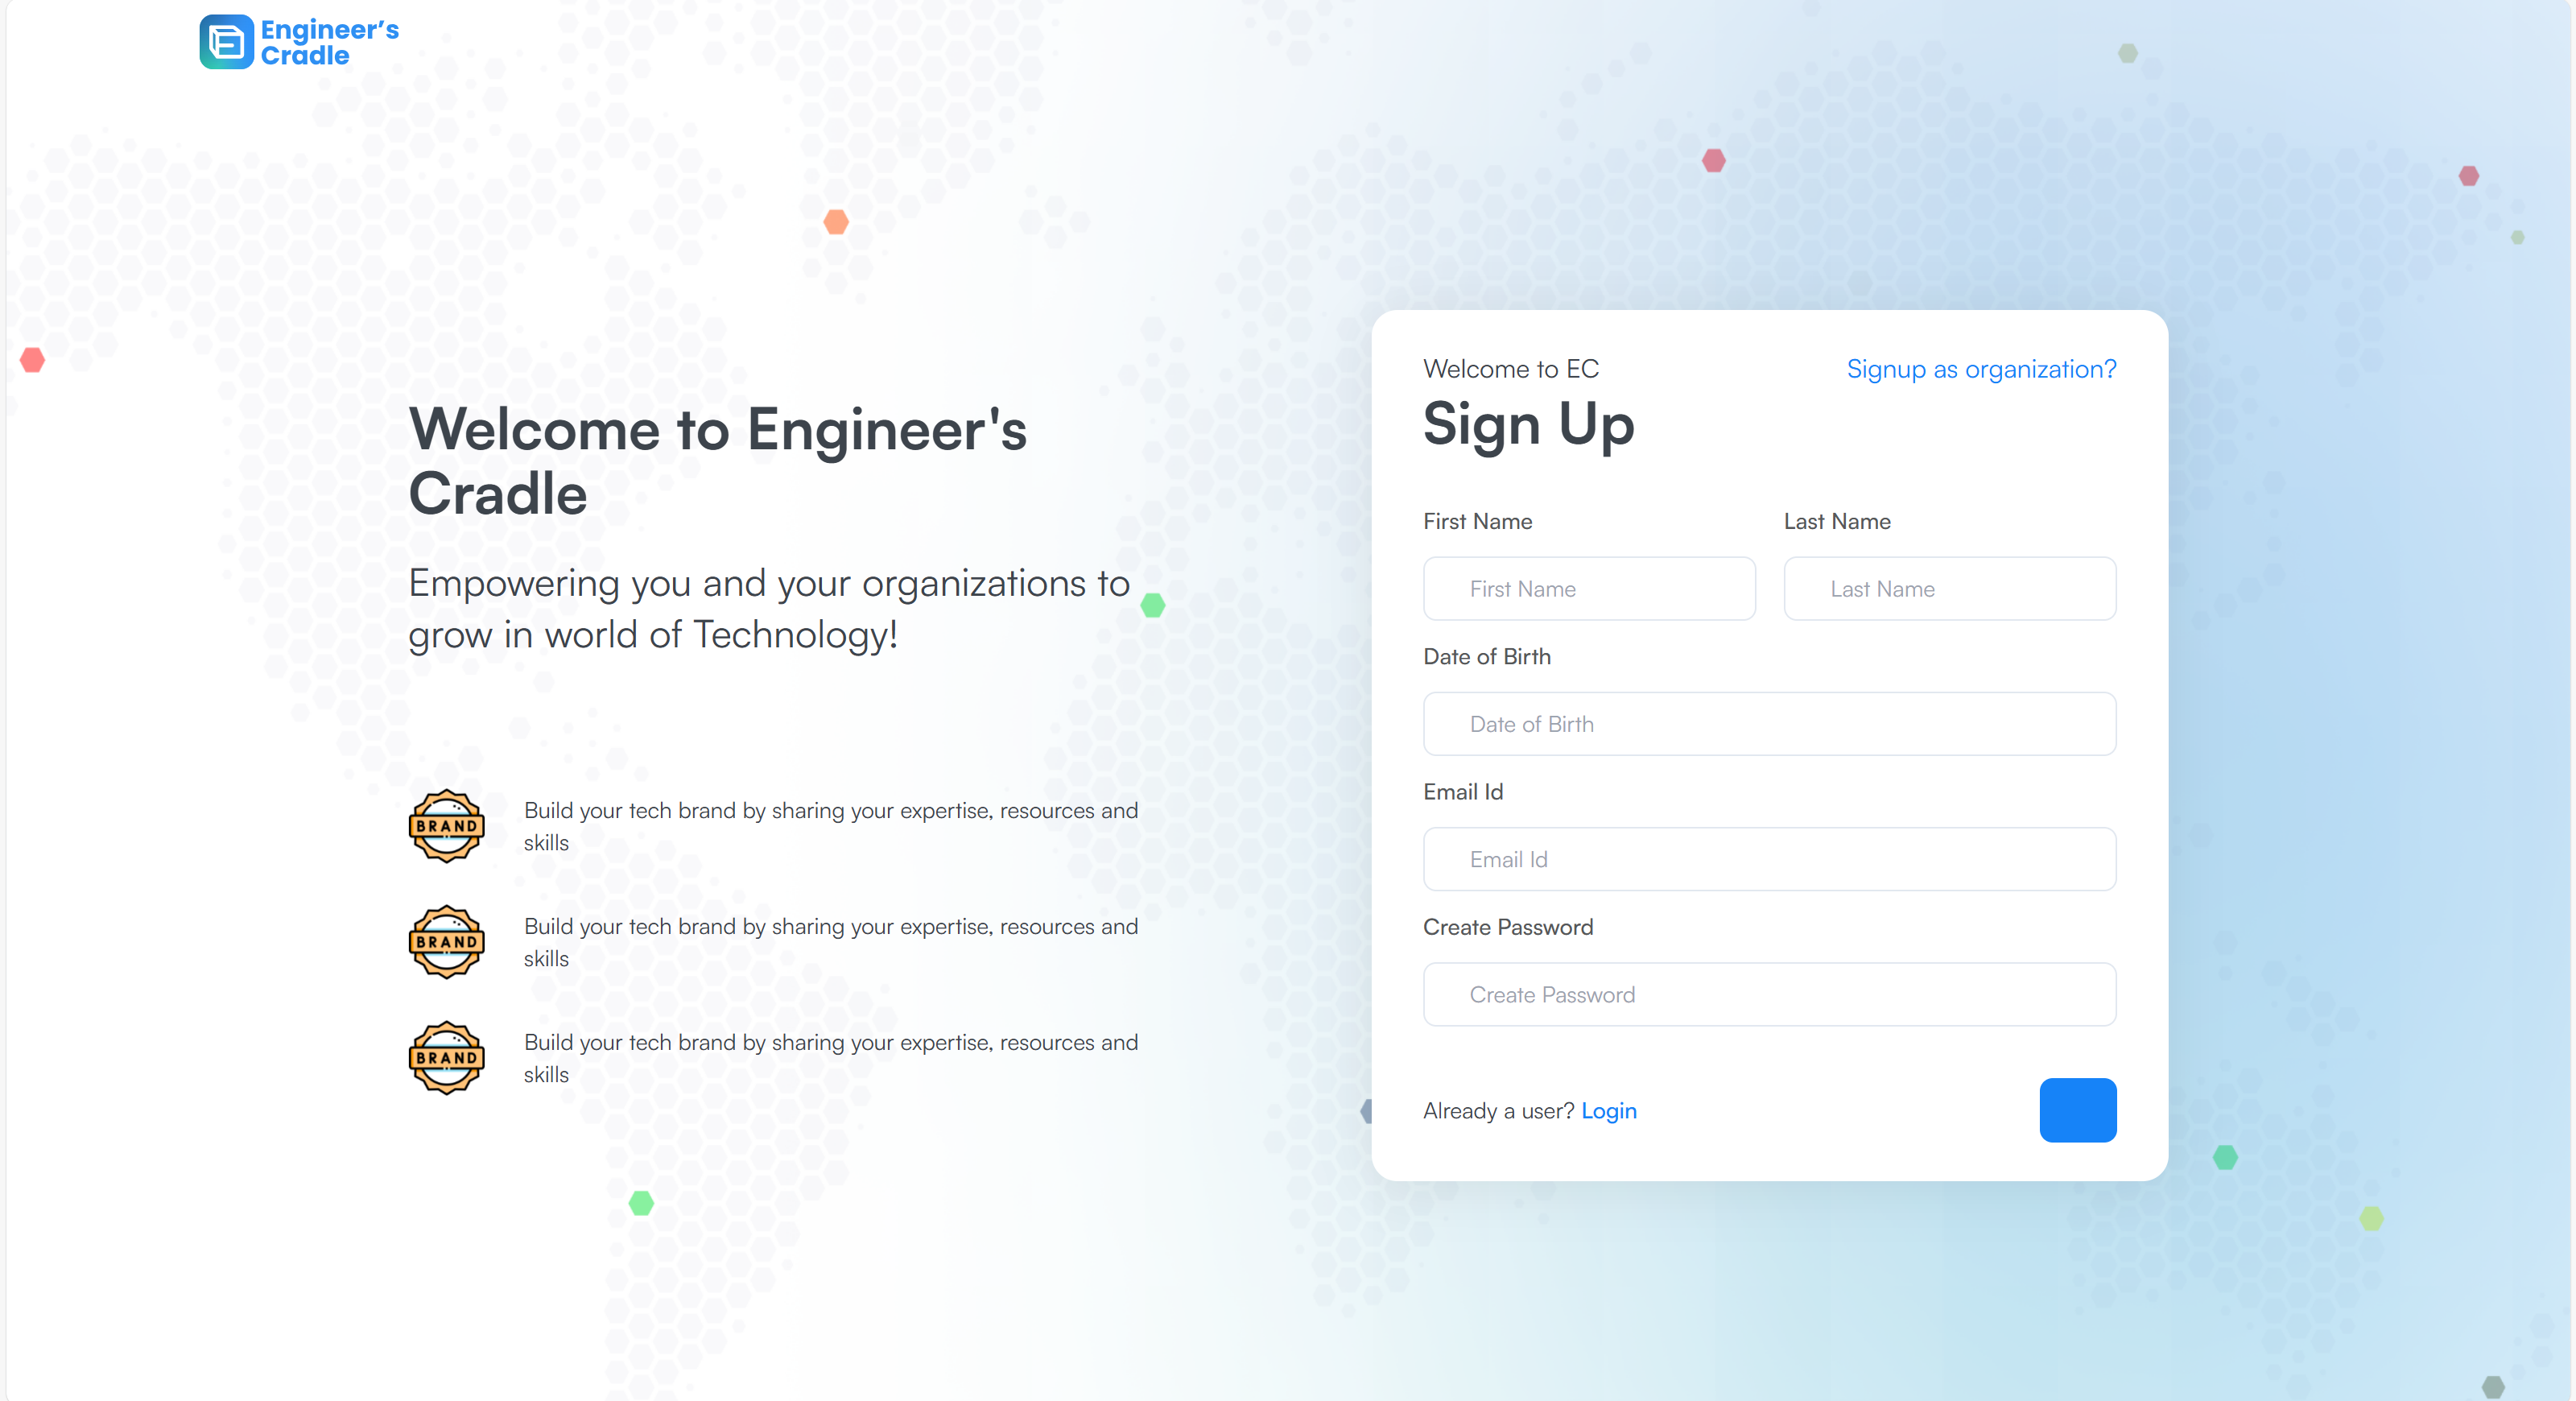 Engineer’s
Cradle
Welcome to Engineer's
Cradle
Empowering you and your organizations to
grow in world of Technology!
BRAND
Build your tech brand by sharing your expertise, resources and
skills
BRAND
Build your tech brand by sharing your expertise, resources and
skills
BRAND
Build your tech brand by sharing your expertise, resources and
skills
Welcome to EC
Signup as organization?
Sign Up
First Name
Last Name
First Name
Last Name
Date of Birth
Date of Birth
Email Id
Email Id
Create Password
Create Password
Already a user? Login